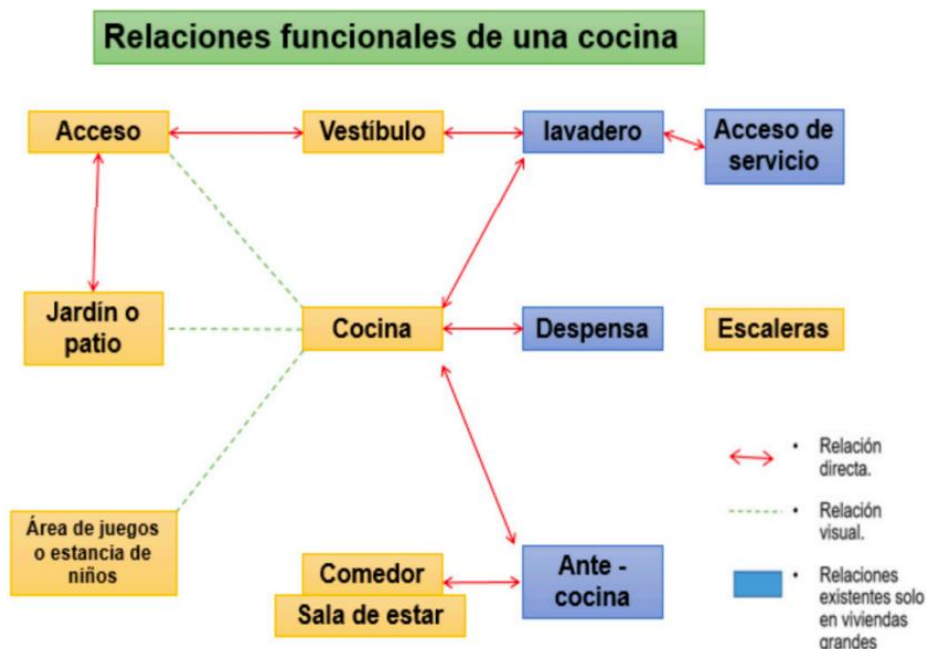 Relaciones funcionales de una cocina
Acceso
Vestíbulo
lavadero
Acceso de
servicio
Jardín o
patio
Cocina
Despensa
Escaleras
• Relación
directa.
• Relación
visual.
Área de juegos
o estancia de
niños
Comedor
Sala de estar
Ante -
cocina
• Relaciones
existentes solo
en viviendas
grandes